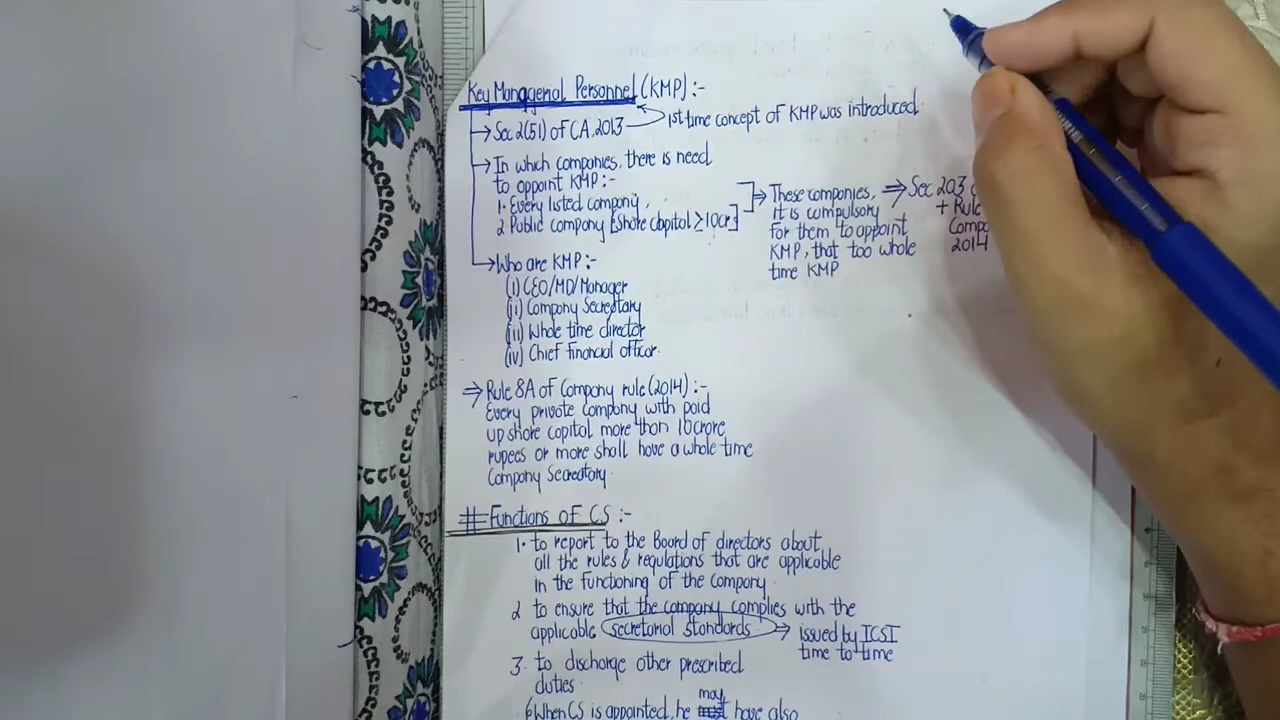 Key Managerial Personnel (KMP):-
→ Sec 2(51) of CA, 2013 → 1st time concept of KMP was introduced.
→ In which companies, there is need
to appoint KMP:-
1. Every listed company,
2 Public company [Share capital ≥10cr]
⇒ These companies,
it is compulsory
for them to appoint
KMP, that too whole
time KMP
⇒ Sec 203
+ Rule
2014
→ Who are KMP:-
(i) CEO/MD/Manager
(ii) Company Secreatary
(iii) Whole time director
(iv) Chief financial officer.
⇒ Rule 8A of Company rule (2014):-
Every private company with paid
up share capital more than 10 crore
rupees or more shall have a whole time
Company Secreatary.
# Functions of CS:-
1. to report to the Board of directors about
all the rules & regulations that are applicable
in the functioning of the company.
2 to ensure that the company complies with the
applicable secretarial standards. → issued by ICSI
time to time
3. to discharge other prescribed
duties.
(When CS is appointed, he may have also